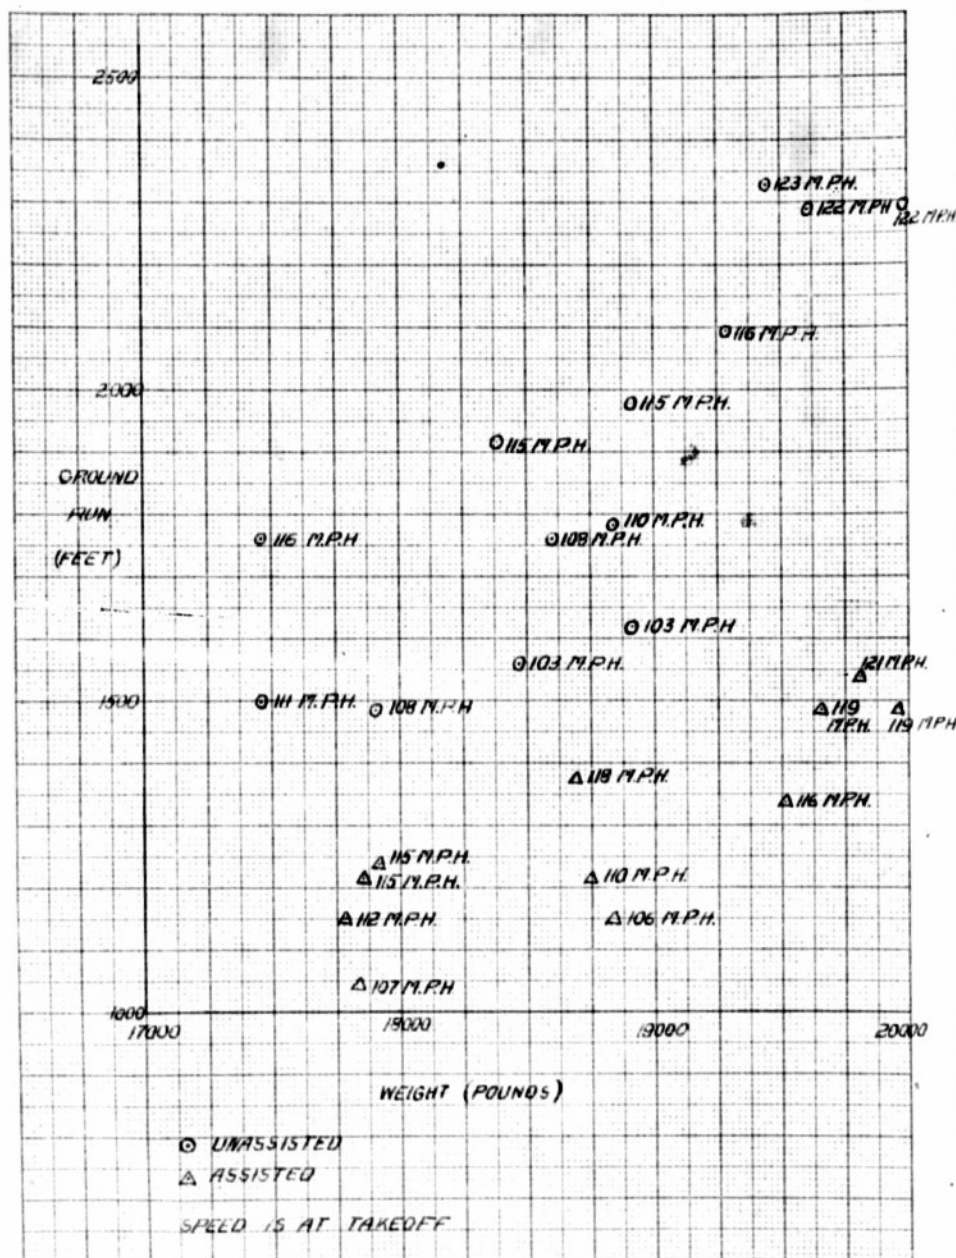 2500
⊙ 123 M.P.H.
⊙ 122 M.P.H
122 M.P.H
⊙ 116 M.P.H.
2000
⊙ 115 M.P.H.
⊙ 115 M.P.H.
GROUND
RUN
(FEET)
⊙ 110 M.P.H.
⊙ 116 M.P.H
⊙ 108 M.P.H.
⊙ 103 M.P.H
⊙ 103 M.P.H.
121 M.P.H.
1500
⊙ 111 M.P.H.
⊙ 108 M.P.H
△ 119
M.P.H.
119 M.P.H
△ 118 M.P.H.
△ 116 M.P.H.
△ 115 M.P.H.
△ 115 M.P.H.
△ 110 M.P.H.
△ 112 M.P.H.
△ 106 M.P.H.
△ 107 M.P.H
1000
17000
18000
19000
20000
WEIGHT (POUNDS)
⊙ UNASSISTED
△ ASSISTED
SPEED IS AT TAKEOFF